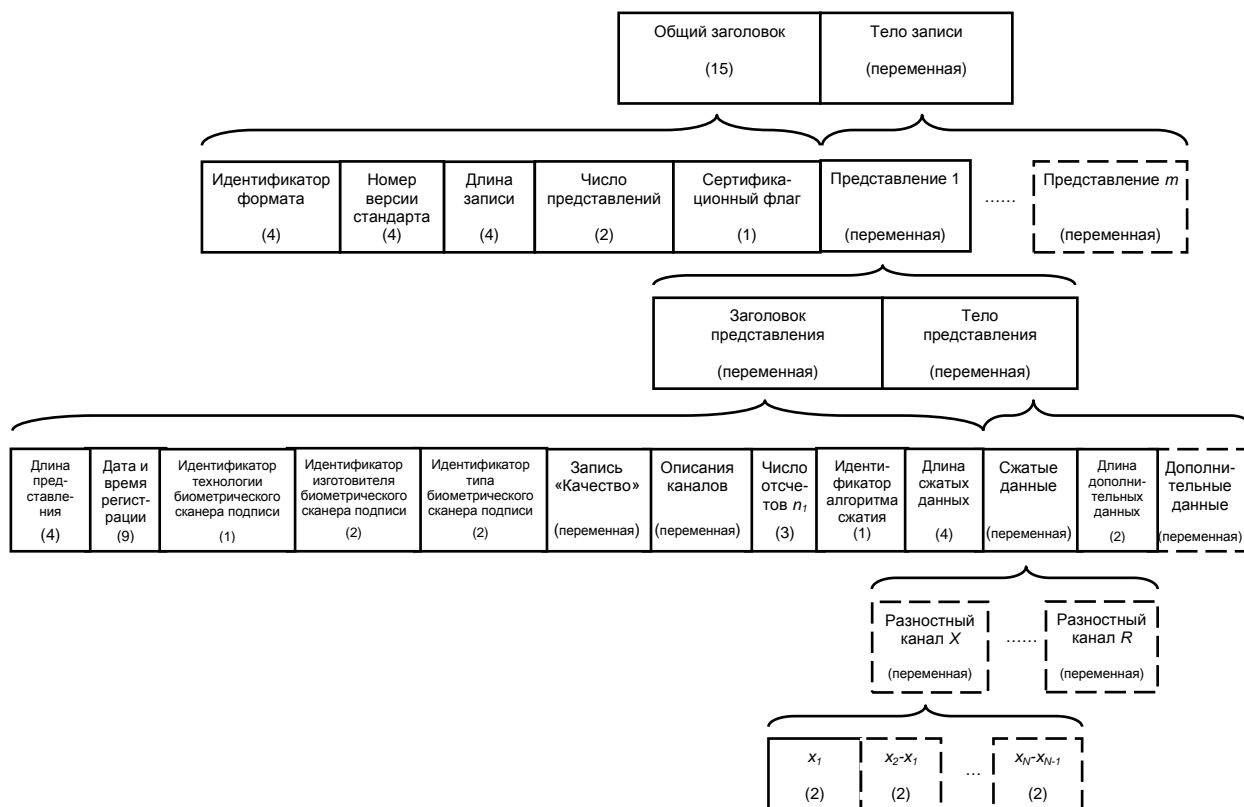 Общий заголовок
(15)
Тело записи
(переменная)
Идентификатор
формата
(4)
Номер
версии
стандарта
(4)
Длина
записи
(4)
Число
представлений
(2)
Сертифика-
ционный флаг
(1)
Представление 1
(переменная)
......
Представление m
(переменная)
Заголовок
представления
(переменная)
Тело
представления
(переменная)
Длина
пред-
ставле-
ния
(4)
Дата и
время
регист-
рации
(9)
Идентификатор
технологии
биометрического
сканера подписи
(1)
Идентификатор
изготовителя
биометрического
сканера подписи
(2)
Идентификатор
типа
биометрического
сканера подписи
(2)
Запись
«Качество»
(переменная)
Описания
каналов
(переменная)
Число
отсче-
тов n1
(3)
Иденти-
фикатор
алгоритма
сжатия
(1)
Длина
сжатых
данных
(4)
Сжатые
данные
(переменная)
Длина
дополни-
тельных
данных
(2)
Дополни-
тельные
данные
(переменная)
Разностный
канал X
(переменная)
......
Разностный
канал R
(переменная)
x1
(2)
x2-x1
(2)
...
xN-xN-1
(2)